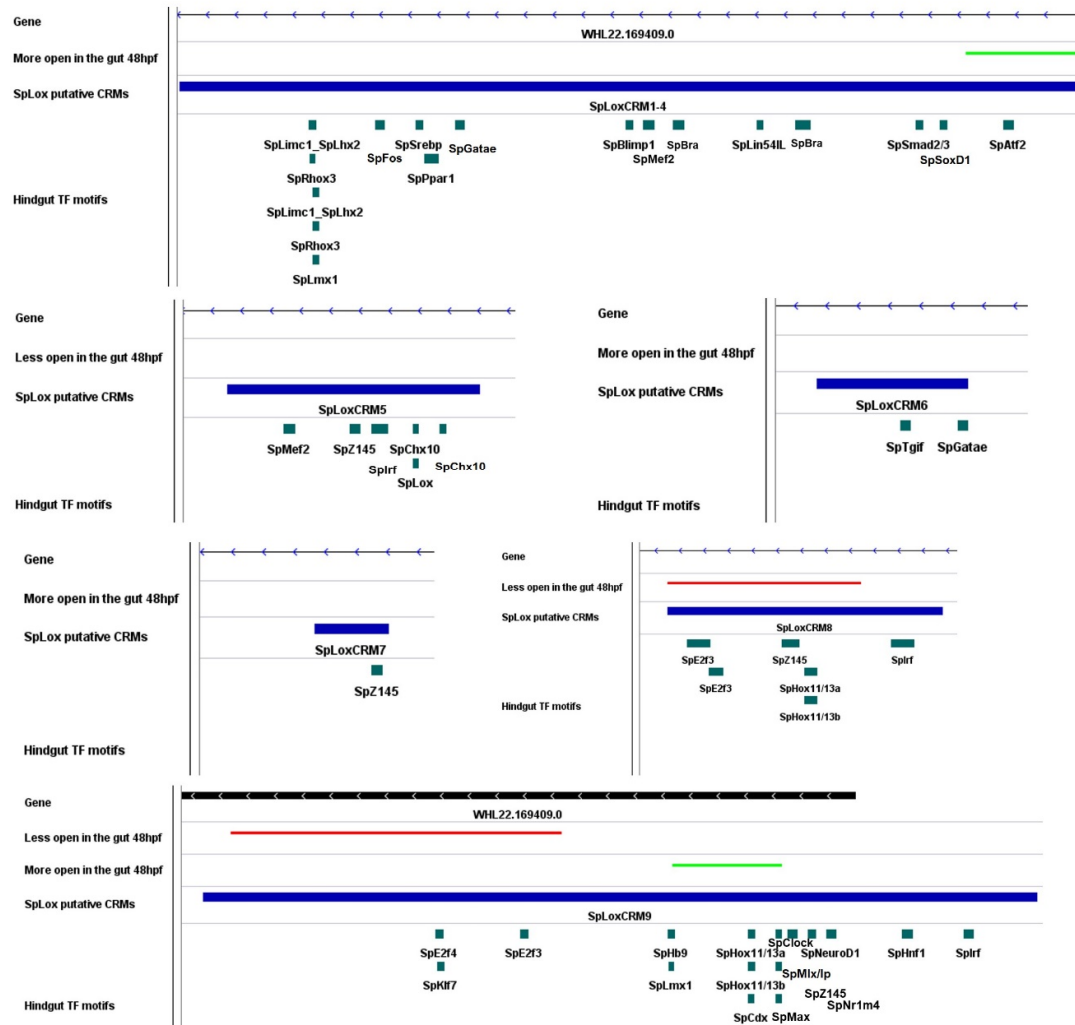 Gene
WHL22.169409.0
More open in the gut 48hpf
SpLox putative CRMs
SpLoxCRM1-4
SpLimc1_SpLhx2 SpFos SpSrebp SpGatae SpBlimp1 SpMef2 SpBra SpLin54lL SpBra SpSmad2/3 SpSoxD1 SpAtf2
SpRhox3 SpPpar1
Hindgut TF motifs
SpLimc1_SpLhx2
SpRhox3
SpLmx1
Gene
Less open in the gut 48hpf
SpLox putative CRMs
SpLoxCRM5
SpMef2 SpZ145 SpIrf SpChx10 SpChx10
SpLox
Hindgut TF motifs
Gene
More open in the gut 48hpf
SpLox putative CRMs
SpLoxCRM6
SpTgif SpGatae
Hindgut TF motifs
Gene
More open in the gut 48hpf
SpLox putative CRMs
SpLoxCRM7
SpZ145
Hindgut TF motifs
Gene
Less open in the gut 48hpf
SpLox putative CRMs
SpLoxCRM8
SpE2f3 SpZ145 SpIrf
SpE2f3 SpHox11/13a
Hindgut TF motifs
SpHox11/13b
Gene
WHL22.169409.0
Less open in the gut 48hpf
More open in the gut 48hpf
SpLox putative CRMs
SpLoxCRM9
SpClock
SpE2f4 SpE2f3 SpHb9 SpHox11/13a SpNeuroD1 SpHnf1 SpIrf
SpMlx/lp
SpKlf7 SpLmx1 SpHox11/13b SpZ145
SpNr1m4
Hindgut TF motifs
SpCdx SpMax